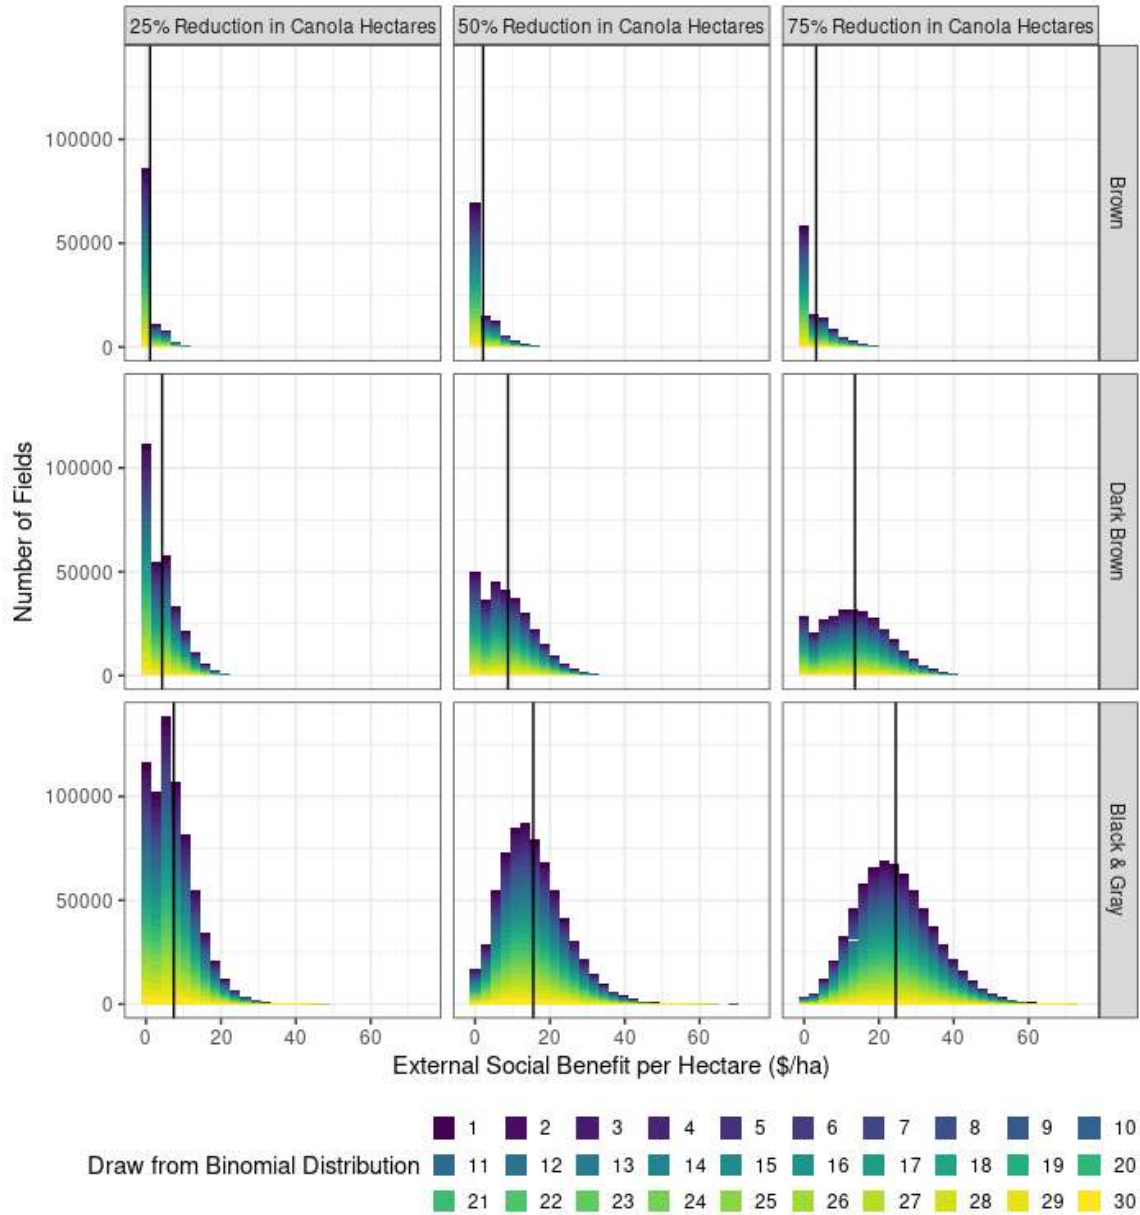 25% Reduction in Canola Hectares 50% Reduction in Canola Hectares 75% Reduction in Canola Hectares
100000
50000
0
Brown
Number of Fields
100000
50000
0
Dark Brown
100000
50000
0
Black & Gray
0 20 40 60 0 20 40 60 0 20 40 60
External Social Benefit per Hectare ($/ha)
1 2 3 4 5 6 7 8 9 10
Draw from Binomial Distribution 11 12 13 14 15 16 17 18 19 20
21 22 23 24 25 26 27 28 29 30